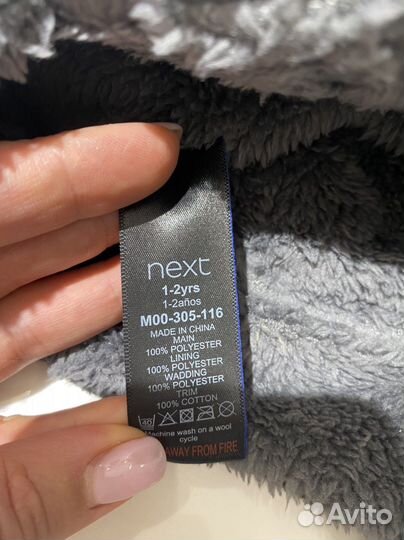 next
1-2yrs
1-2años
M00-305-116
MADE IN CHINA
MAIN
100% POLYESTER
LINING
100% POLYESTER
WADDING
100% POLYESTER
TRIM
100% COTTON
40
Machine wash on a wool
cycle
AWAY FROM FIRE
Avito